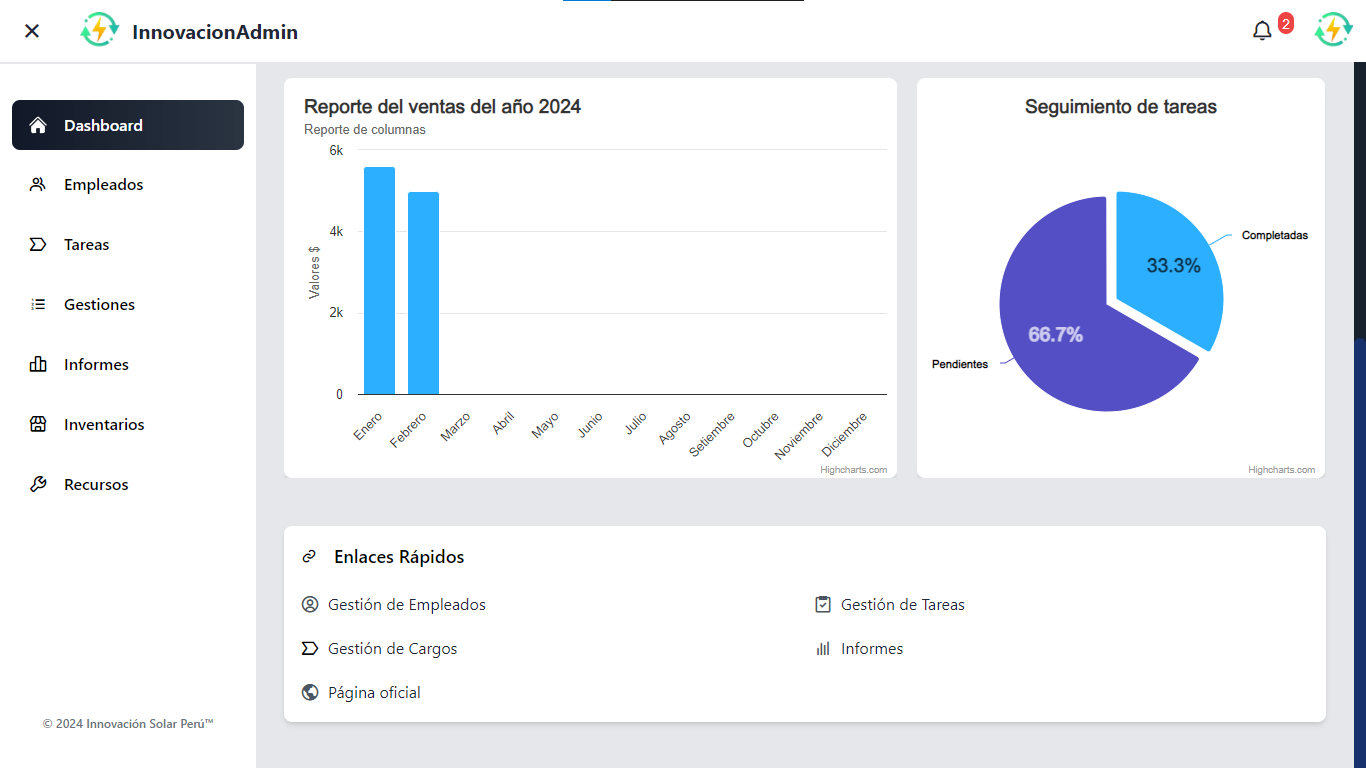 InnovacionAdmin
2
Dashboard
Empleados
Tareas
Gestiones
Informes
Inventarios
Recursos
© 2024 Innovación Solar Perú™
Reporte del ventas del año 2024
Reporte de columnas
Valores $
6k
4k
2k
0
Enero
Febrero
Marzo
Abril
Mayo
Junio
Julio
Agosto
Setiembre
Octubre
Noviembre
Diciembre
Highcharts.com
Seguimiento de tareas
Completadas
33.3%
66.7%
Pendientes
Highcharts.com
Enlaces Rápidos
Gestión de Empleados
Gestión de Tareas
Gestión de Cargos
Informes
Página oficial